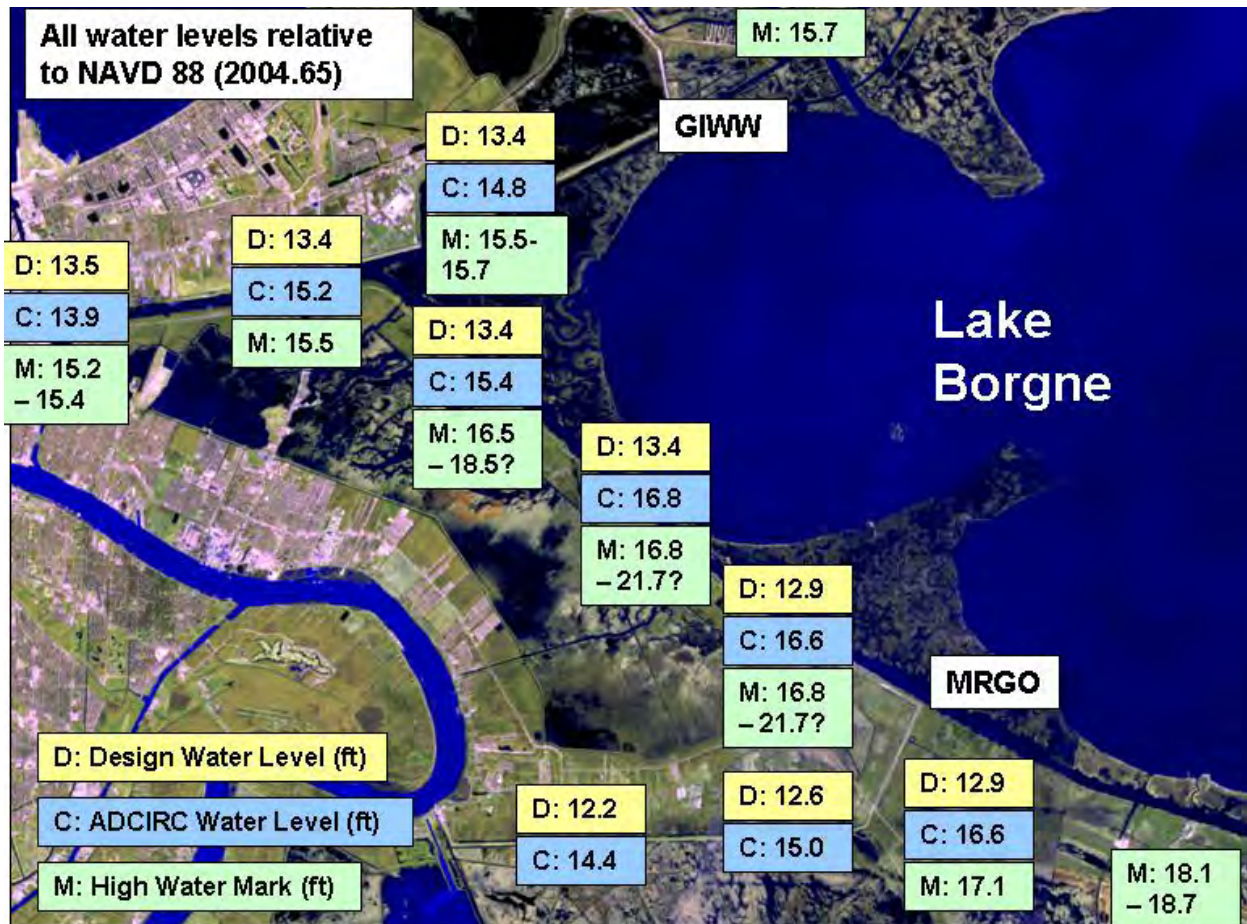 All water levels relative
to NAVD 88 (2004.65)
M: 15.7
GIWW
D: 13.4
C: 14.8
M: 15.5-
15.7
D: 13.4
C: 15.2
M: 15.5
D: 13.5
C: 13.9
M: 15.2
– 15.4
D: 13.4
C: 15.4
M: 16.5
– 18.5?
Lake
Borgne
D: 13.4
C: 16.8
M: 16.8
– 21.7?
D: 12.9
C: 16.6
M: 16.8
– 21.7?
MRGO
D: Design Water Level (ft)
C: ADCIRC Water Level (ft)
M: High Water Mark (ft)
D: 12.2
C: 14.4
D: 12.6
C: 15.0
D: 12.9
C: 16.6
M: 17.1
M: 18.1
– 18.7